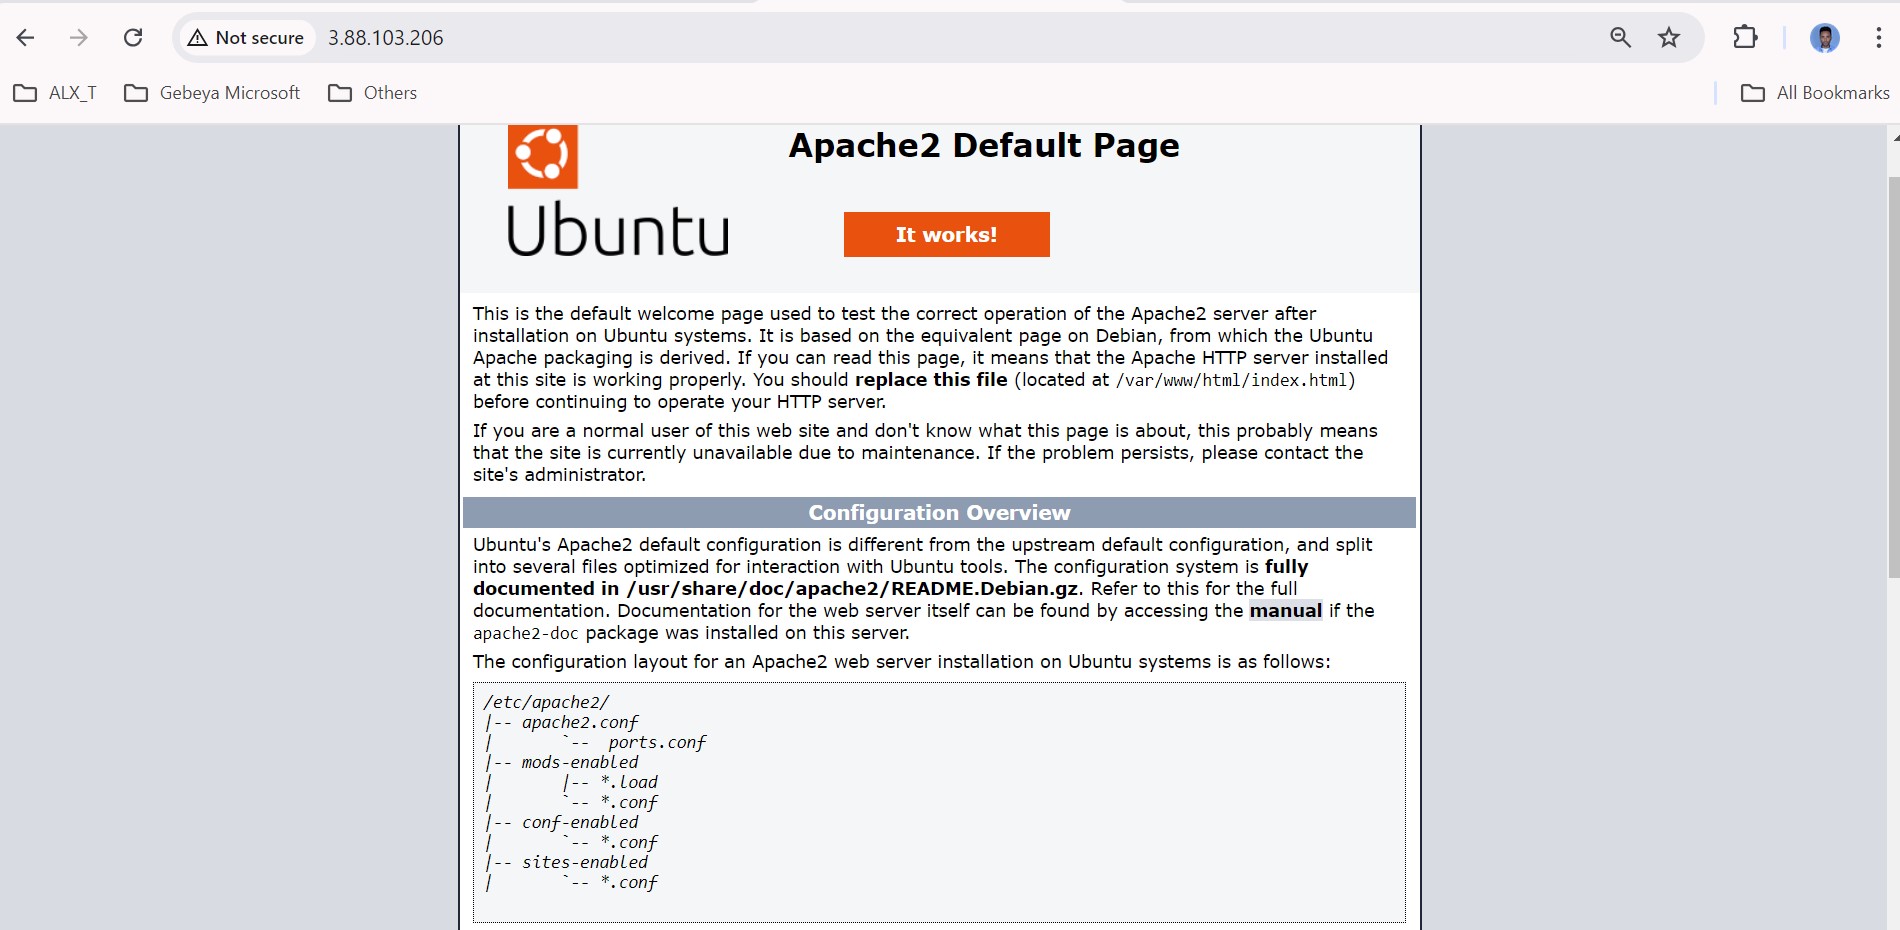 Not secure 3.88.103.206
ALX_T Gebeya Microsoft Others All Bookmarks
Apache2 Default Page
Ubuntu
It works!
This is the default welcome page used to test the correct operation of the Apache2 server after
installation on Ubuntu systems. It is based on the equivalent page on Debian, from which the Ubuntu
Apache packaging is derived. If you can read this page, it means that the Apache HTTP server installed
at this site is working properly. You should replace this file (located at /var/www/html/index.html)
before continuing to operate your HTTP server.
If you are a normal user of this web site and don't know what this page is about, this probably means
that the site is currently unavailable due to maintenance. If the problem persists, please contact the
site's administrator.
Configuration Overview
Ubuntu's Apache2 default configuration is different from the upstream default configuration, and split
into several files optimized for interaction with Ubuntu tools. The configuration system is fully
documented in /usr/share/doc/apache2/README.Debian.gz. Refer to this for the full
documentation. Documentation for the web server itself can be found by accessing the manual if the
apache2-doc package was installed on this server.
The configuration layout for an Apache2 web server installation on Ubuntu systems is as follows:
/etc/apache2/
|-- apache2.conf
|       `--  ports.conf
|-- mods-enabled
|       |-- *.load
|       `-- *.conf
|-- conf-enabled
|       `-- *.conf
|-- sites-enabled
|       `-- *.conf